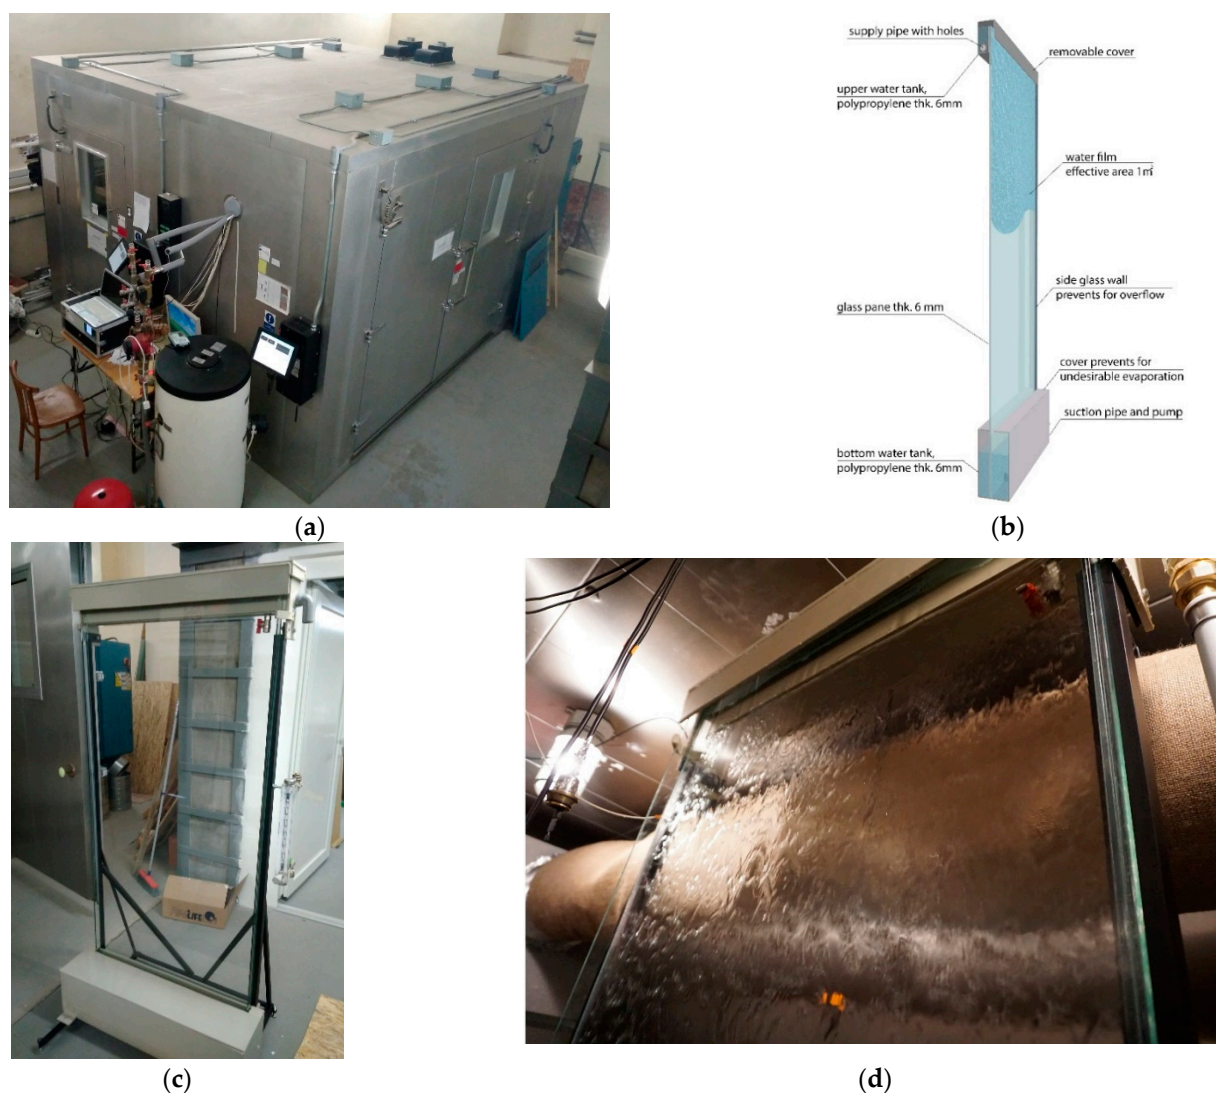 supply pipe with holes
removable cover
upper water tank,
polypropylene thk. 6mm
water film
effective area 1m²
side glass wall
prevents for overflow
glass pane thk. 6 mm
cover prevents for
undesirable evaporation
suction pipe and pump
bottom water tank,
polypropylene thk. 6mm
(a)
(b)
(c)
(d)